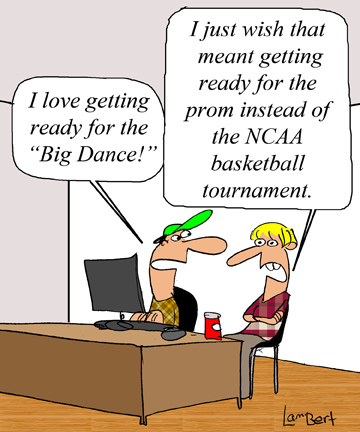 I love getting
ready for the
“Big Dance!”
I just wish that
meant getting
ready for the
prom instead of
the NCAA
basketball
tournament.
LamBert